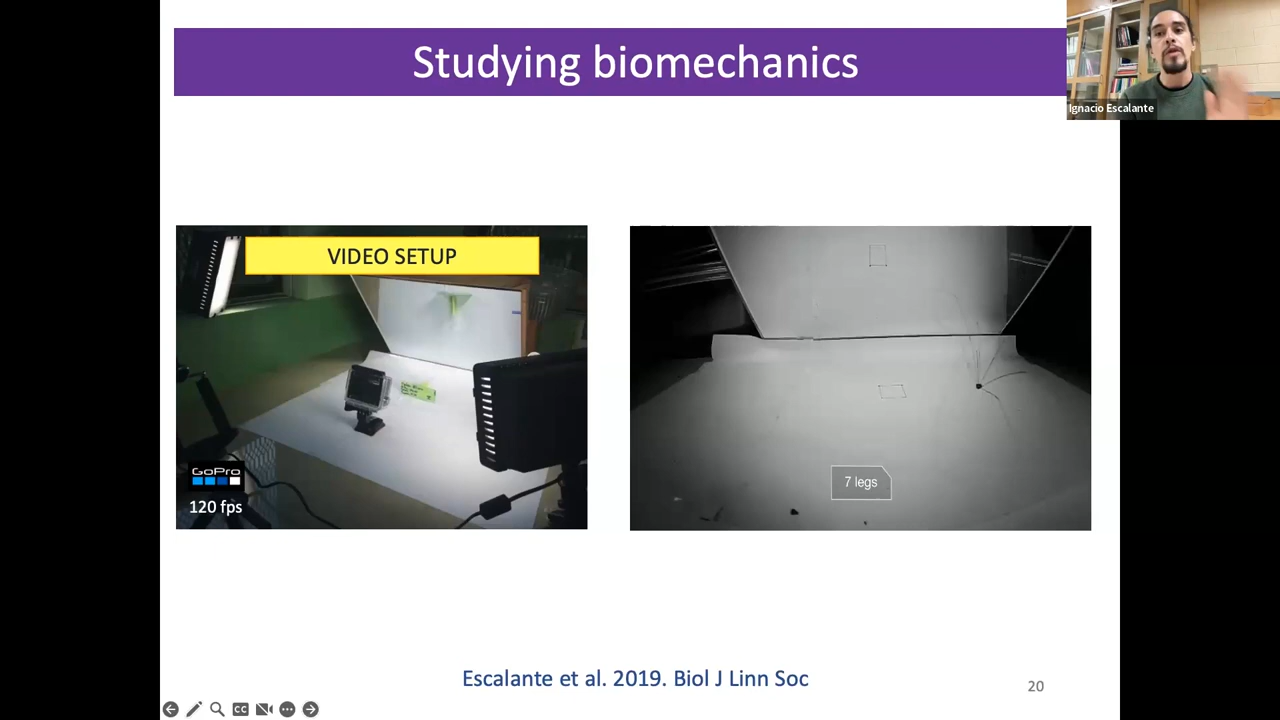 Studying biomechanics
Ignacio Escalante
VIDEO SETUP
GoPro
120 fps
7 legs
Escalante et al. 2019. Biol J Linn Soc
20
CC